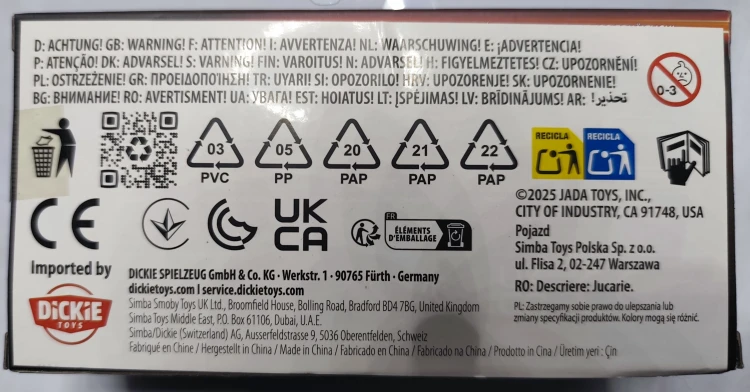 D: ACHTUNG! GB: WARNING! F: ATTENTION! I: AVVERTENZA! NL: WAARSCHUWING! E: ¡ADVERTENCIA!
P: ATENÇÃO! DK: ADVARSEL! S: VARNING! FIN: VAROITUS! N: ADVARSEL! H: FIGYELMEZTETES! CZ: UPOZORNĚNÍ!
PL: OSTRZEŻENIE! GR: ΠΡΟΕΙΔΟΠΟΙΗΣΗ! TR: UYARI! SI: OPOZORILO! HRV: UPOZORENJE! SK: UPOZORNENIE!
BG: ВНИМАНИЕ! RO: AVERTISMENT! UA: УВАГА! EST: HOIATUS! LT: ĮSPĖJIMAS! LV: BRĪDINĀJUMS! AR: تحذير!
0-3
03
PVC
05
PP
20
PAP
21
PAP
22
PAP
RECICLA
RECICLA
CE
UK
CA
FR
ÉLÉMENTS
D'EMBALLAGE
©2025 JADA TOYS, INC.,
CITY OF INDUSTRY, CA 91748, USA
Pojazd
Simba Toys Polska Sp. z o.o.
ul. Flisa 2, 02-247 Warszawa
RO: Descriere: Jucarie.
PL: Zastrzegamy sobie prawo do ulepszania lub
zmiany specyfikacji produktów. Kolory mogą się różnić.
Imported by
DICKIE
TOYS
DICKIE SPIELZEUG GmbH & Co. KG · Werkstr. 1 · 90765 Fürth · Germany
dickietoys.com I service.dickietoys.com
Simba Smoby Toys UK Ltd., Broomfield House, Bolling Road, Bradford BD4 7BG, United Kingdom
Simba Toys Middle East, P.O. Box 61106, Dubai, U.A.E.
Simba/Dickie (Switzerland) AG, Ausserfeldstrasse 9, 5036 Oberentfelden, Schweiz
Fabriqué en Chine / Hergestellt in China / Made in China / Fabricado en China / Fabricado na China / Prodotto in Cina / Üretim yeri : Çin